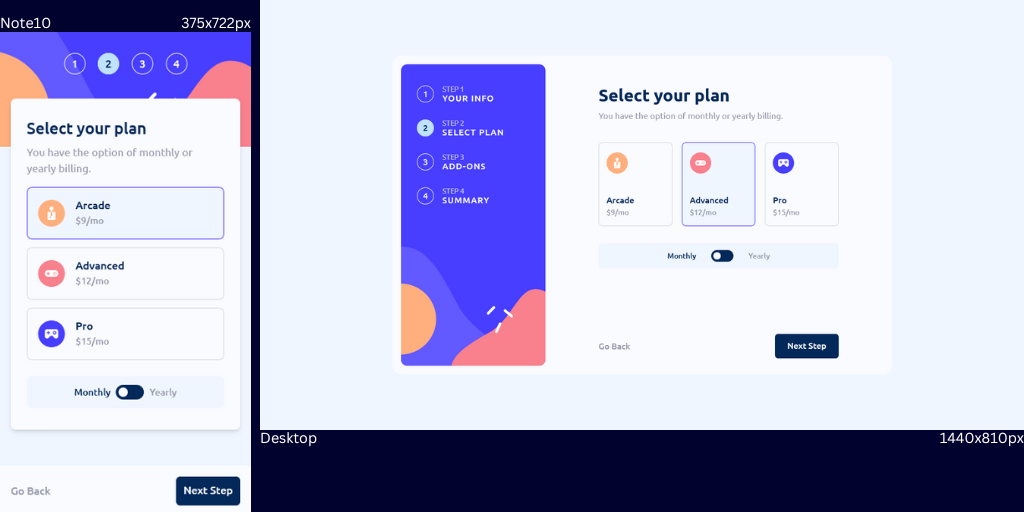 Note10
375x722px
1
2
3
4
Select your plan
You have the option of monthly or
yearly billing.
Arcade
$9/mo
Advanced
$12/mo
Pro
$15/mo
Monthly
Yearly
Go Back
Next Step
1
STEP 1
YOUR INFO
2
STEP 2
SELECT PLAN
3
STEP 3
ADD-ONS
4
STEP 4
SUMMARY
Select your plan
You have the option of monthly or yearly billing.
Arcade
$9/mo
Advanced
$12/mo
Pro
$15/mo
Monthly
Yearly
Go Back
Next Step
Desktop
1440x810px